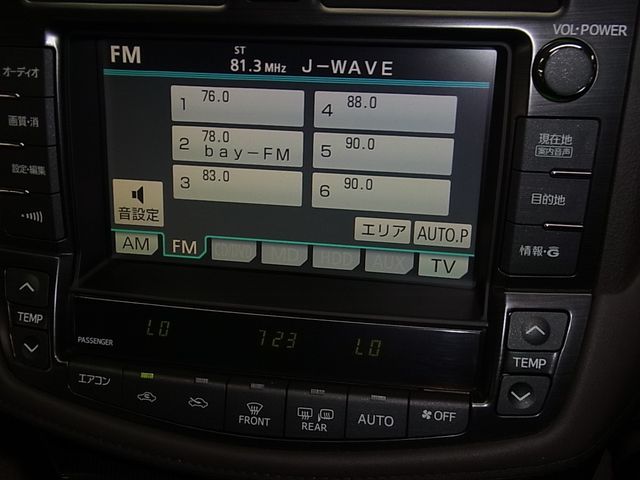 VOL・POWER
FM
ST
81.3 MHz J-WAVE
オーディオ
画質・消
設定・編集
1 76.0
4 88.0
2 78.0
bay-FM
5 90.0
3 83.0
6 90.0
音設定
エリア
AUTO.P
AM
FM
CD/DVD
MD
HDD
AUX
TV
現在地
案内音声
目的地
情報・G
TEMP
PASSENGER
LO
7:23
LO
TEMP
エアコン
FRONT
REAR
AUTO
OFF